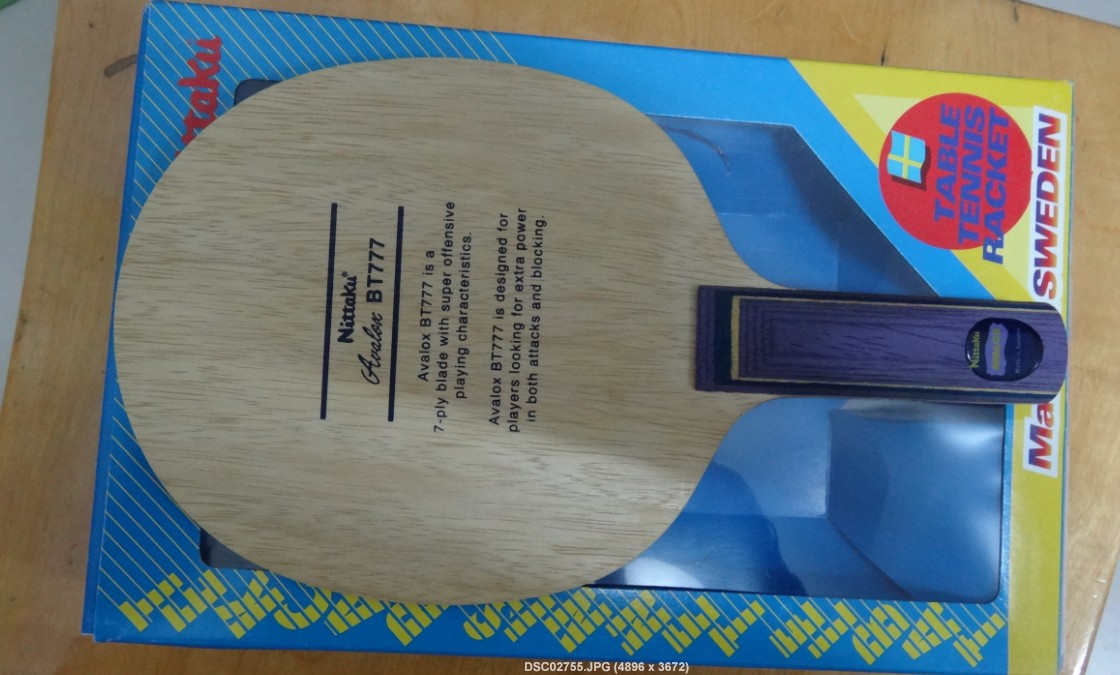 Nittaku
Avalox BT777
Avalox BT777 is a
7-ply blade with super offensive
playing characteristics.
Avalox BT777 is designed for
players looking for extra power
in both attacks and blocking.
TABLE
TENNIS
RACKET
SWEDEN
Nittaku
DSC02755.JPG (4896 x 3672)